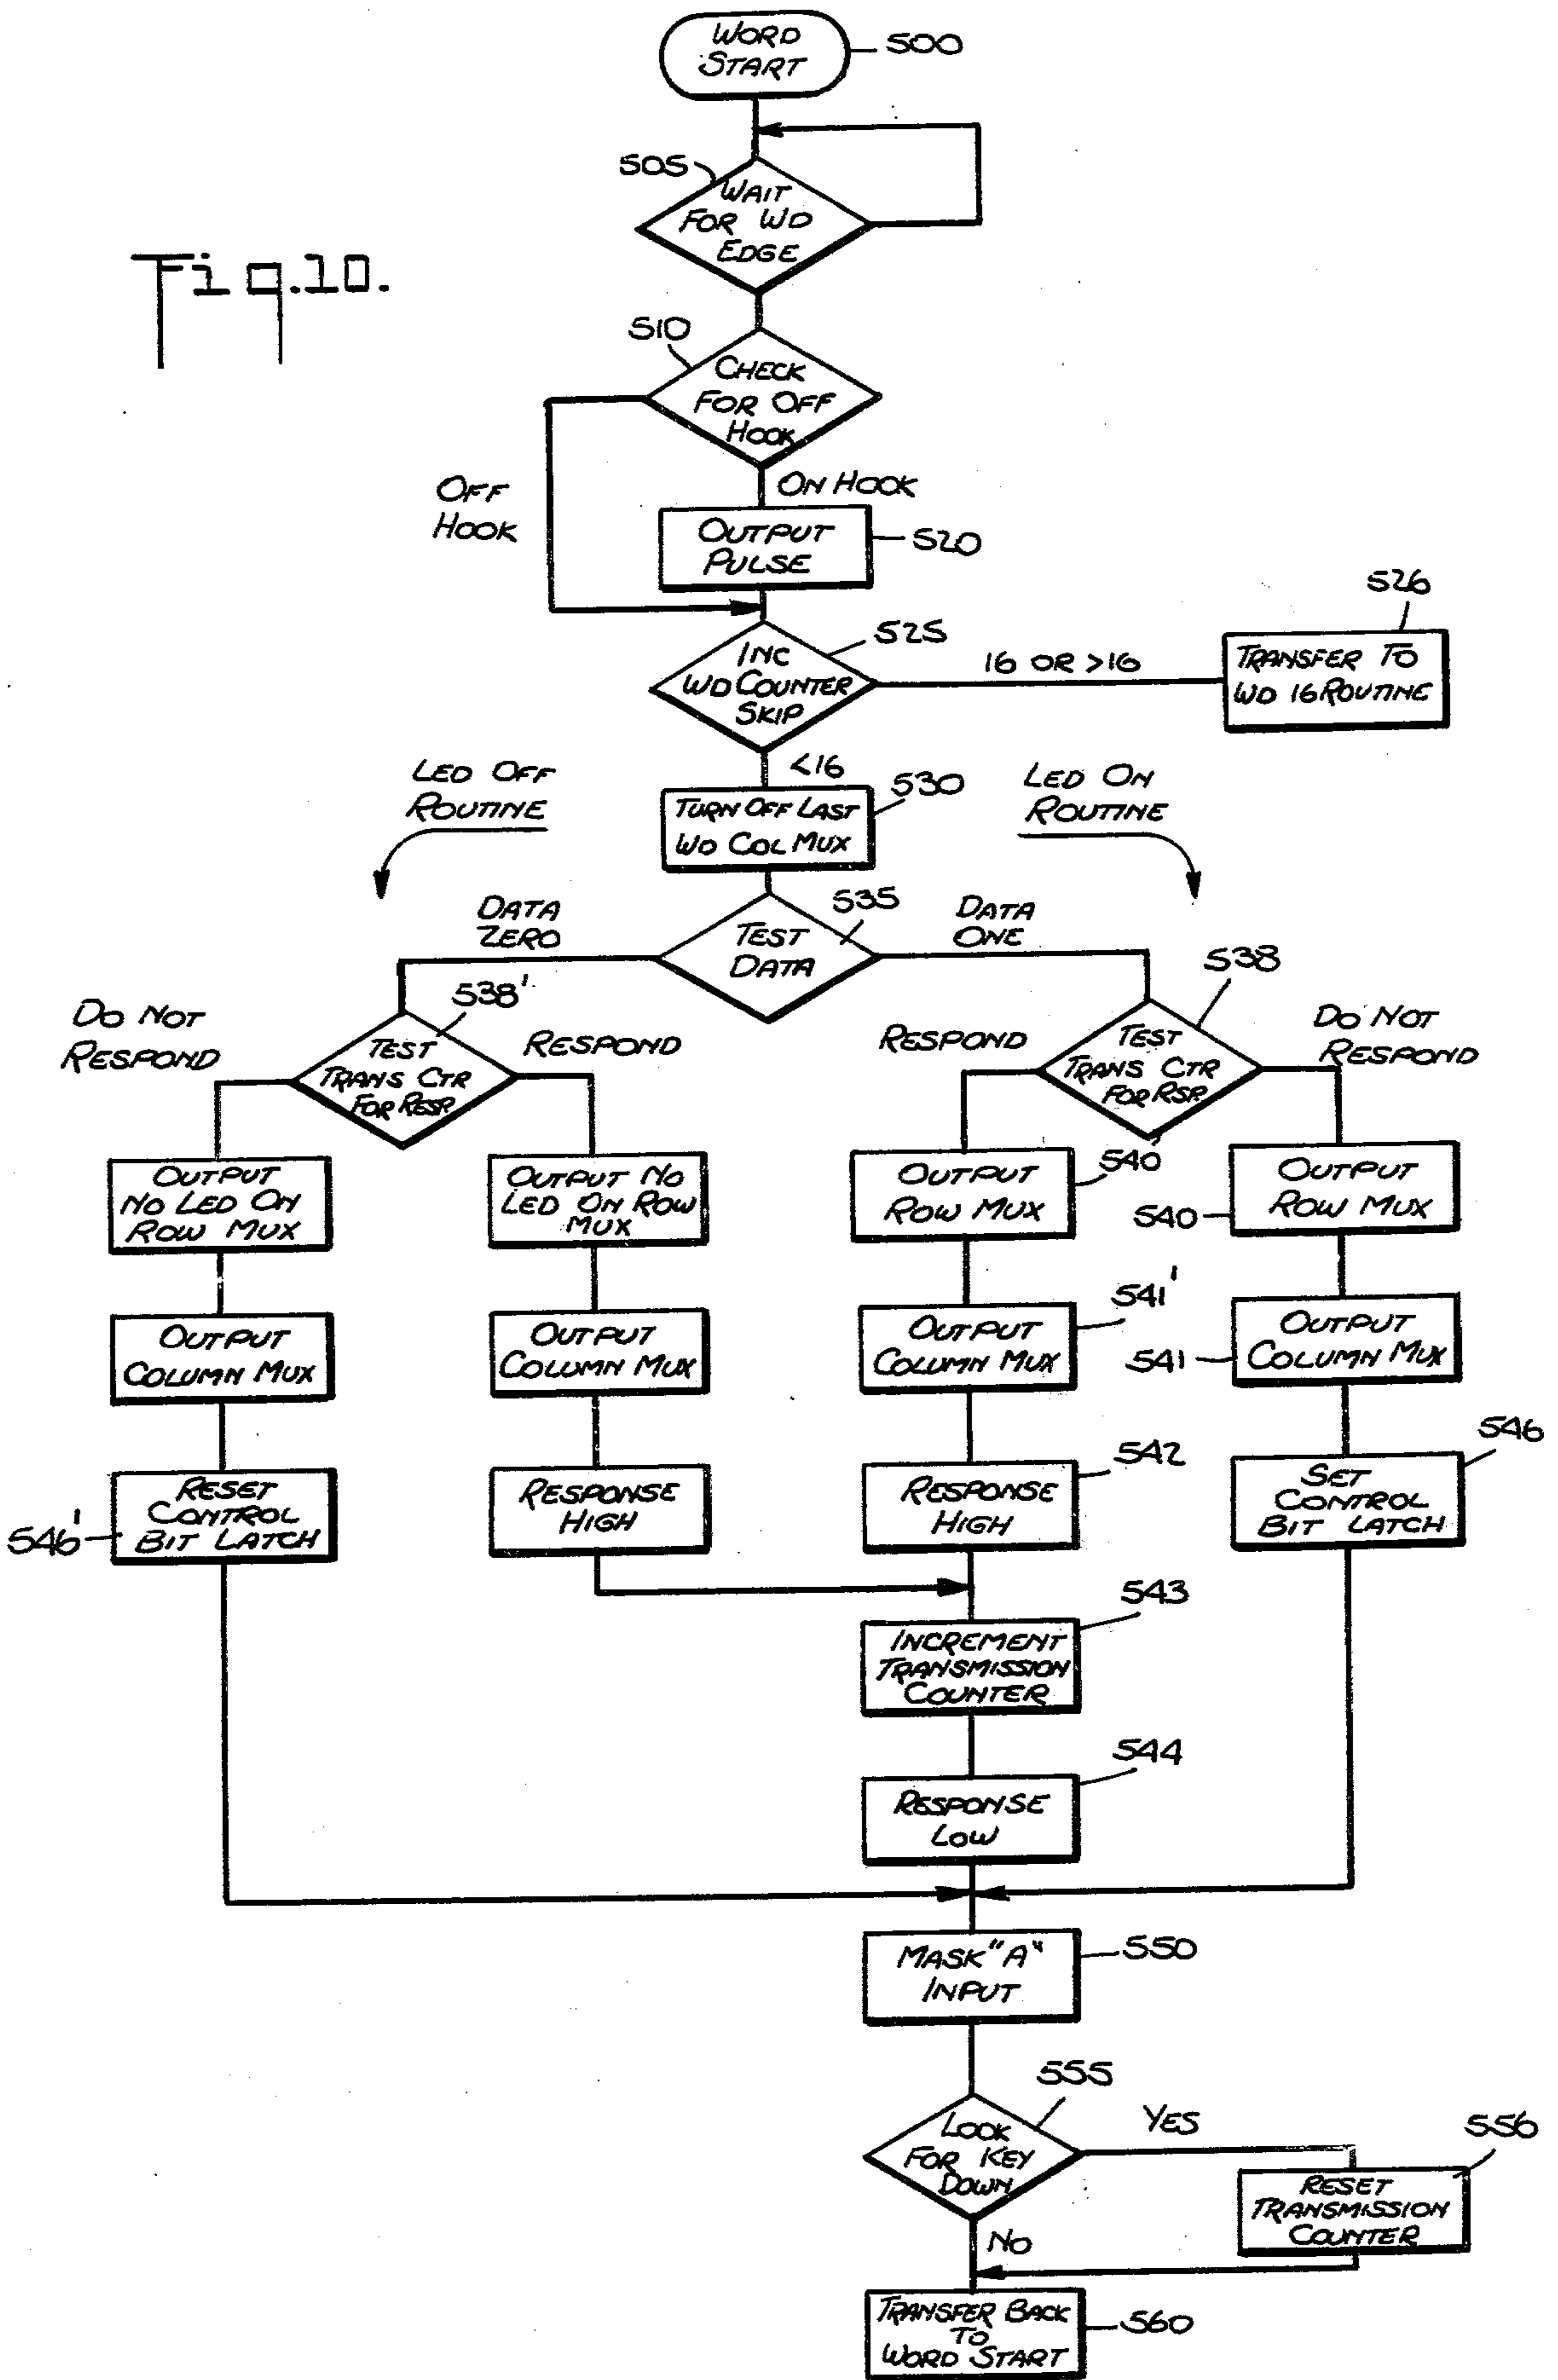 Fig.10.
WORD
START
500
505
WAIT
FOR WD
EDGE
510
CHECK
FOR OFF
HOOK
OFF
HOOK
ON HOOK
OUTPUT
PULSE
520
525
INC
WD COUNTER
SKIP
16 OR >16
526
TRANSFER TO
WD 16 ROUTINE
<16
LED OFF
ROUTINE
530
TURN OFF LAST
WD COL MUX
LED ON
ROUTINE
DATA
ZERO
535
TEST
DATA
DATA
ONE
538'
DO NOT
RESPOND
TEST
TRANS CTR
FOR RESP.
RESPOND
538
RESPOND
TEST
TRANS CTR
FOR RSP.
DO NOT
RESPOND
OUTPUT
NO LED ON
ROW MUX
OUTPUT NO
LED ON ROW
MUX
OUTPUT
ROW MUX
540'
540
OUTPUT
ROW MUX
OUTPUT
COLUMN MUX
OUTPUT
COLUMN MUX
OUTPUT
COLUMN MUX
541'
541
OUTPUT
COLUMN MUX
546'
RESET
CONTROL
BIT LATCH
RESPONSE
HIGH
RESPONSE
HIGH
542
SET
CONTROL
BIT LATCH
546
543
INCREMENT
TRANSMISSION
COUNTER
544
RESPONSE
LOW
MASK "A"
INPUT
550
555
LOOK
FOR KEY
DOWN
YES
556
RESET
TRANSMISSION
COUNTER
NO
TRANSFER BACK
TO
WORD START
560